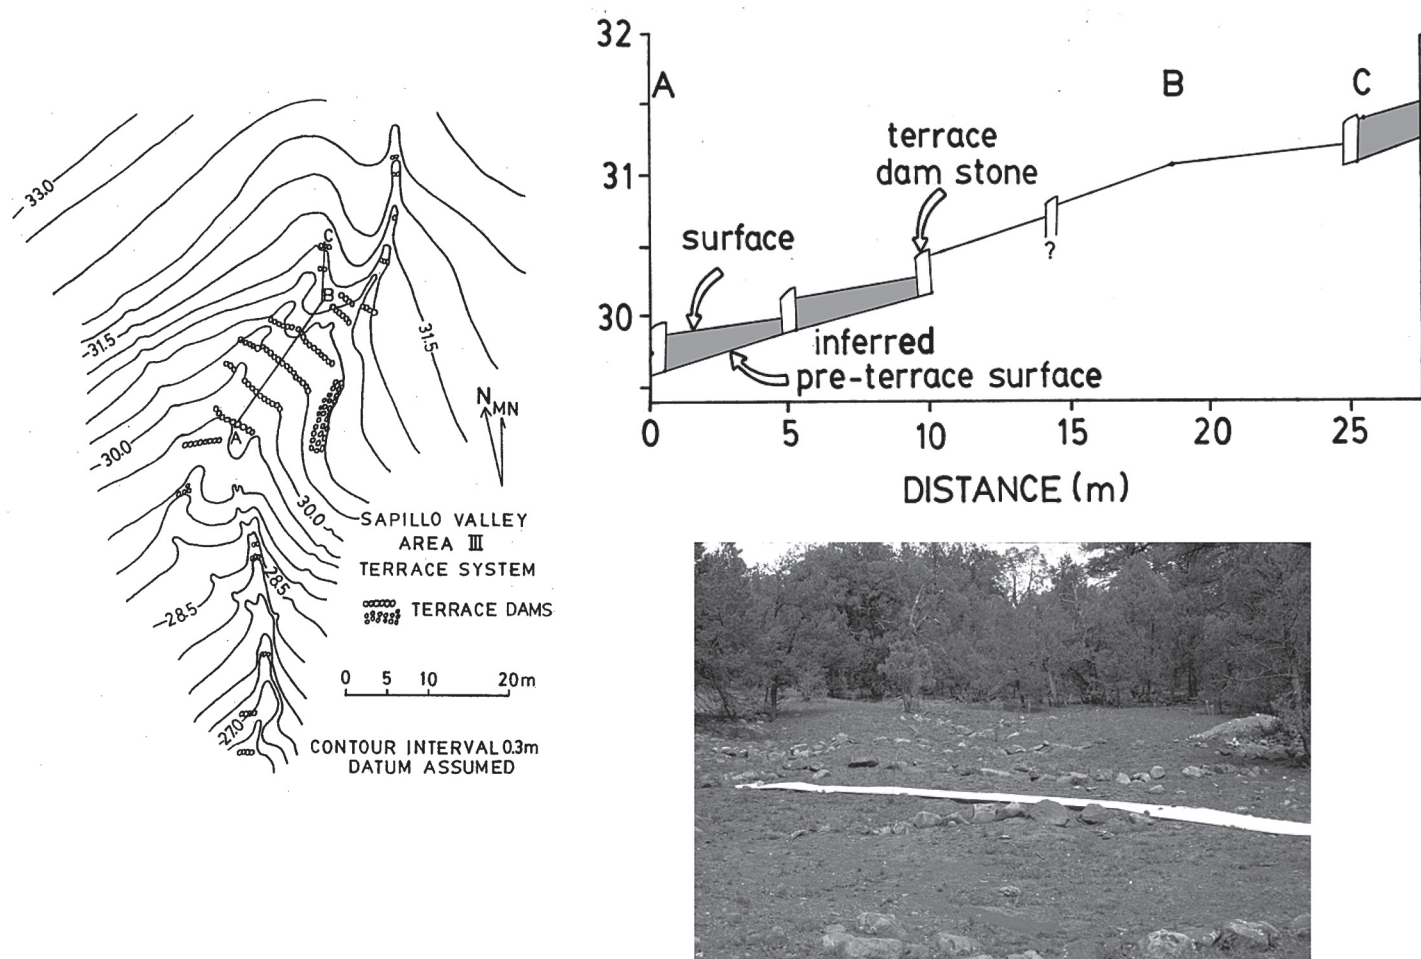 33.0
31.5
31.5
30.0
30.0
28.5
28.5
27.0
C
B
A
N
MN
SAPILLO VALLEY
AREA III
TERRACE SYSTEM
TERRACE DAMS
0 5 10 20m
CONTOUR INTERVAL 0.3m
DATUM ASSUMED
32
31
30
A
B
C
terrace
dam stone
surface
?
inferred
pre-terrace surface
0 5 10 15 20 25
DISTANCE (m)